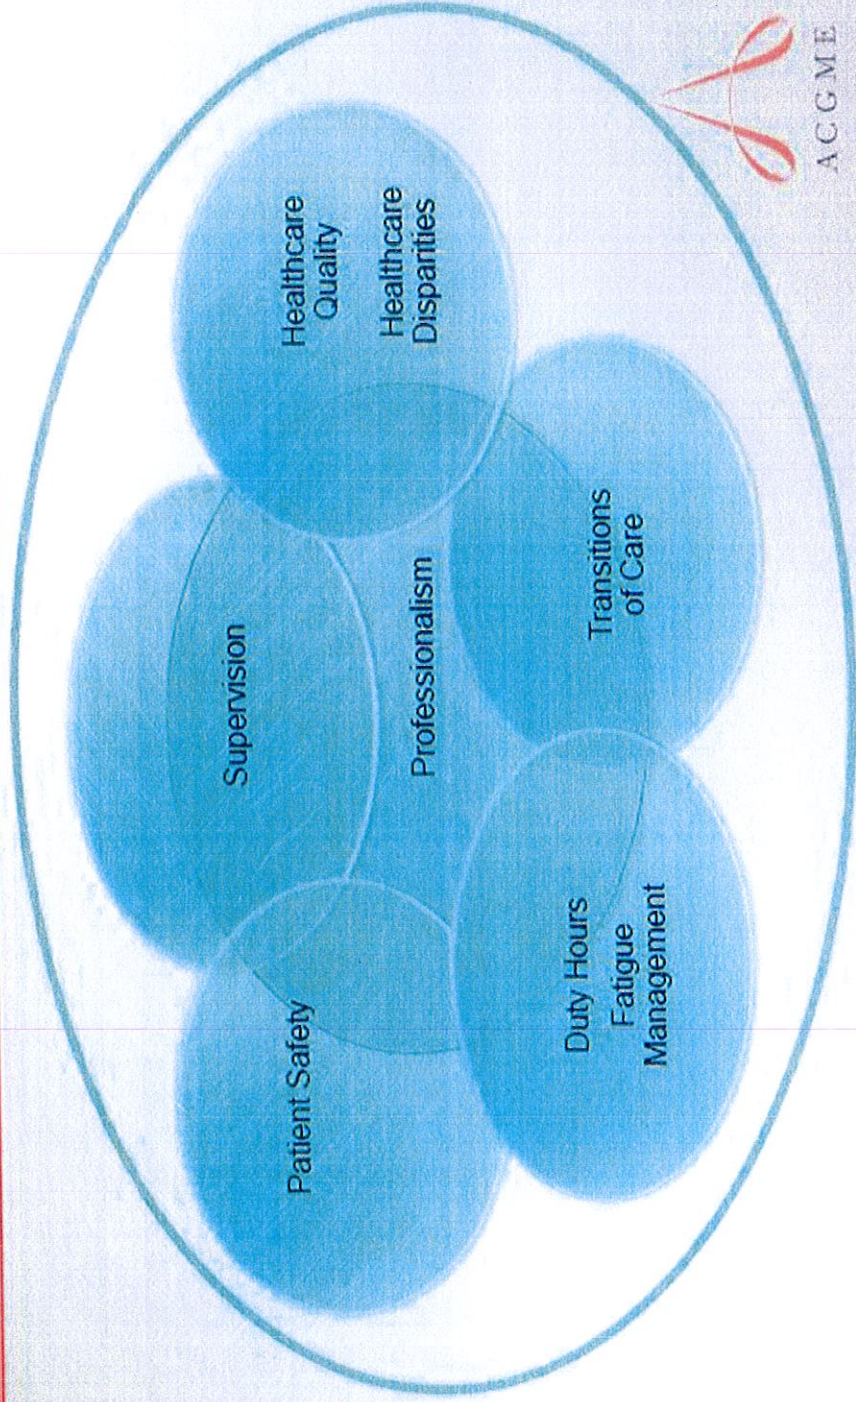 Supervision
Patient Safety
Healthcare
Quality
Healthcare
Disparities
Professionalism
Duty Hours
Fatigue
Management
Transitions
of Care
ACGME